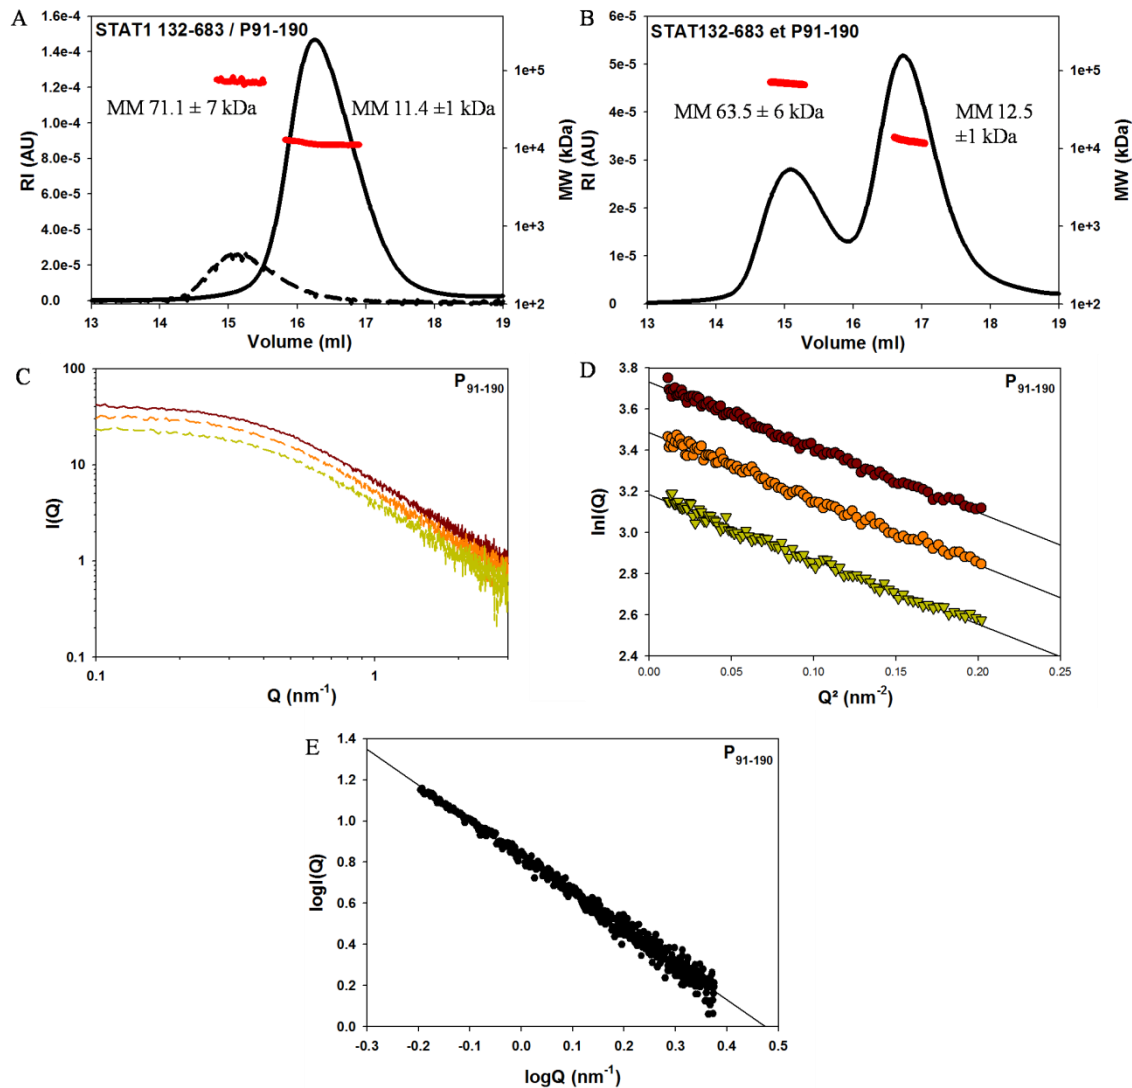 A
STAT1 132-683 / P91-190
1.6e-4
1.4e-4
1.2e-4
1.0e-4
8.0e-5
6.0e-5
4.0e-5
2.0e-5
0.0
RI (AU)
MM 71.1 ± 7 kDa
MM 11.4 ±1 kDa
1e+5
1e+4
1e+3
1e+2
MW (kDa)
13 14 15 16 17 18 19
Volume (ml)
B
STAT132-683 et P91-190
6e-5
5e-5
4e-5
3e-5
2e-5
1e-5
0
RI (AU)
MM 63.5 ± 6 kDa
MM 12.5
±1 kDa
1e+5
1e+4
1e+3
1e+2
MW (kDa)
13 14 15 16 17 18 19
Volume (ml)
C
P91-190
100
10
1
0.1
I(Q)
0.1 1
Q (nm-1)
D
P91-190
3.8
3.6
3.4
3.2
3.0
2.8
2.6
2.4
lnI(Q)
0.00 0.05 0.10 0.15 0.20 0.25
Q² (nm-2)
E
P91-190
1.4
1.2
1.0
0.8
0.6
0.4
0.2
0.0
logI(Q)
-0.3 -0.2 -0.1 0.0 0.1 0.2 0.3 0.4 0.5
logQ (nm-1)